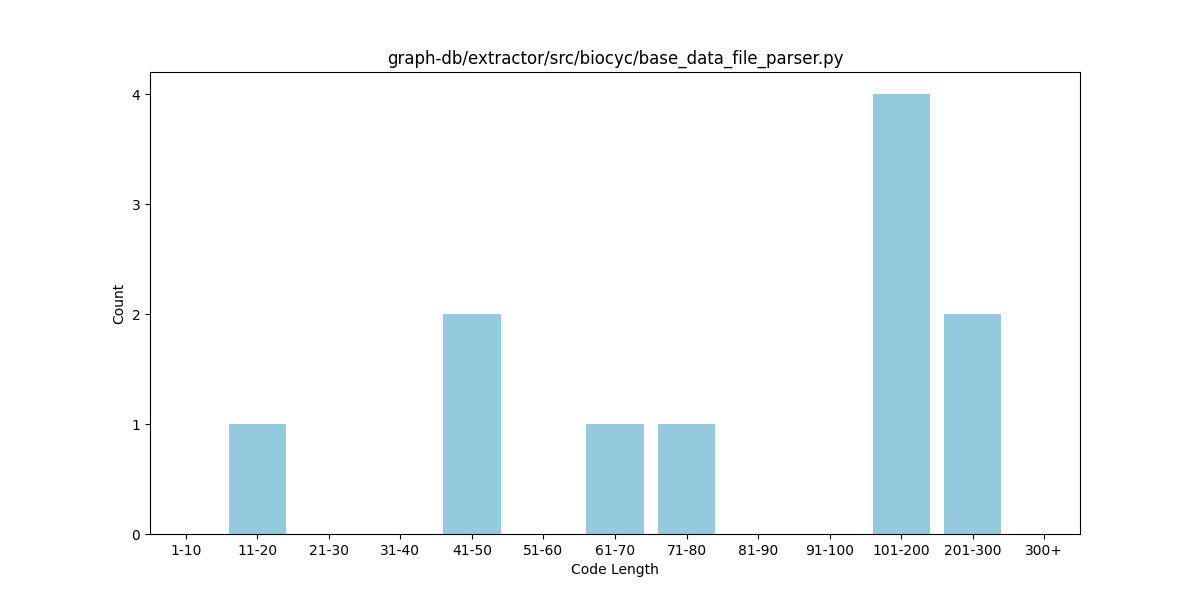 graph-db/extractor/src/biocyc/base_data_file_parser.py
4
3
2
1
0
Count
1-10 11-20 21-30 31-40 41-50 51-60 61-70 71-80 81-90 91-100 101-200 201-300 300+
Code Length